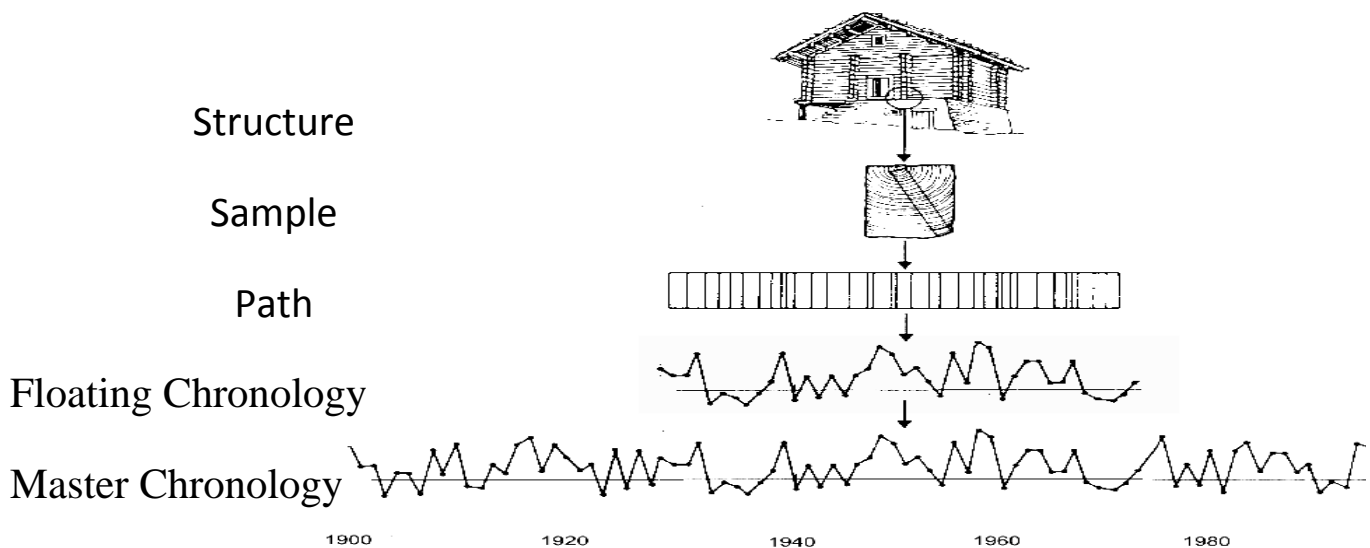 Structure
Sample
Path
Floating Chronology
Master Chronology
1900 1920 1940 1960 1980